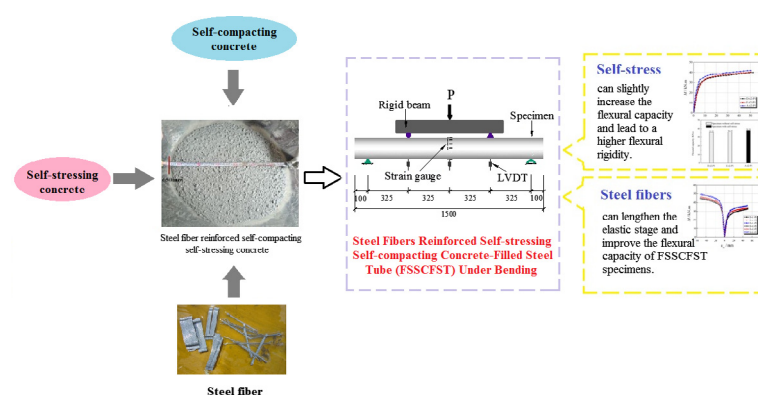 Self-compacting
concrete
Self-stressing
concrete
Steel fiber reinforced self-compacting
self-stressing concrete
Steel fiber
P
Rigid beam
Specimen
Strain gauge
LVDT
100
325
325
325
325
100
1500
Steel Fibers Reinforced Self-stressing
Self-compacting Concrete-Filled Steel
Tube (FSSCFST) Under Bending
Self-stress
can slightly
increase the
flexural capacity
and lead to a
higher flexural
rigidity.
Steel fibers
can lengthen the
elastic stage and
improve the flexural
capacity of FSSCFST
specimens.